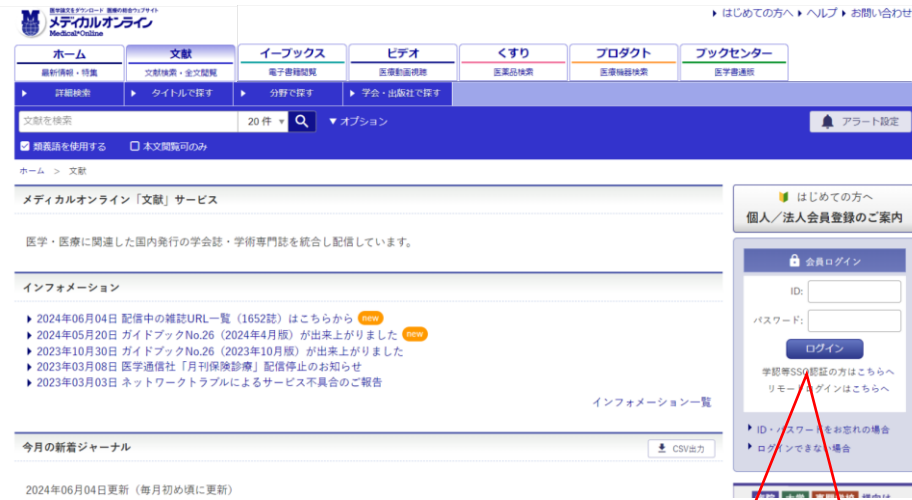 医学論文をダウンロード 医療の総合ウェブサイト
メディカルオンライン
Medical*Online
はじめての方へ ヘルプ お問い合わせ
ホーム 文献 イーブックス ビデオ くすり プロダクト ブックセンター
最新情報・特集 文献検索・全文閲覧 電子書籍閲覧 医療動画視聴 医薬品検索 医療機器検索 医学書通販
詳細検索 タイトルで探す 分野で探す 学会・出版社で探す
文献を検索 20 件 オプション アラート設定
類義語を使用する 本文閲覧可のみ
ホーム > 文献
メディカルオンライン「文献」サービス
医学・医療に関連した国内発行の学会誌・学術専門誌を統合し配信しています。
インフォメーション
2024年06月04日 配信中の雑誌URL一覧（1652誌）はこちらから new
2024年05月20日 ガイドブックNo.26（2024年4月版）が出来上がりました new
2023年10月30日 ガイドブックNo.26（2023年10月版）が出来上がりました
2023年03月08日 医学通信社「月刊保険診療」配信停止のお知らせ
2023年03月03日 ネットワークトラブルによるサービス不具合のご報告
インフォメーション一覧
今月の新着ジャーナル CSV出力
2024年06月04日更新（毎月初め頃に更新）
はじめての方へ
個人／法人会員登録のご案内
会員ログイン
ID:
パスワード:
ログイン
学認等SSO認証の方はこちらへ
リモートログインはこちらへ
ID・パスワードをお忘れの場合
ログインできない場合